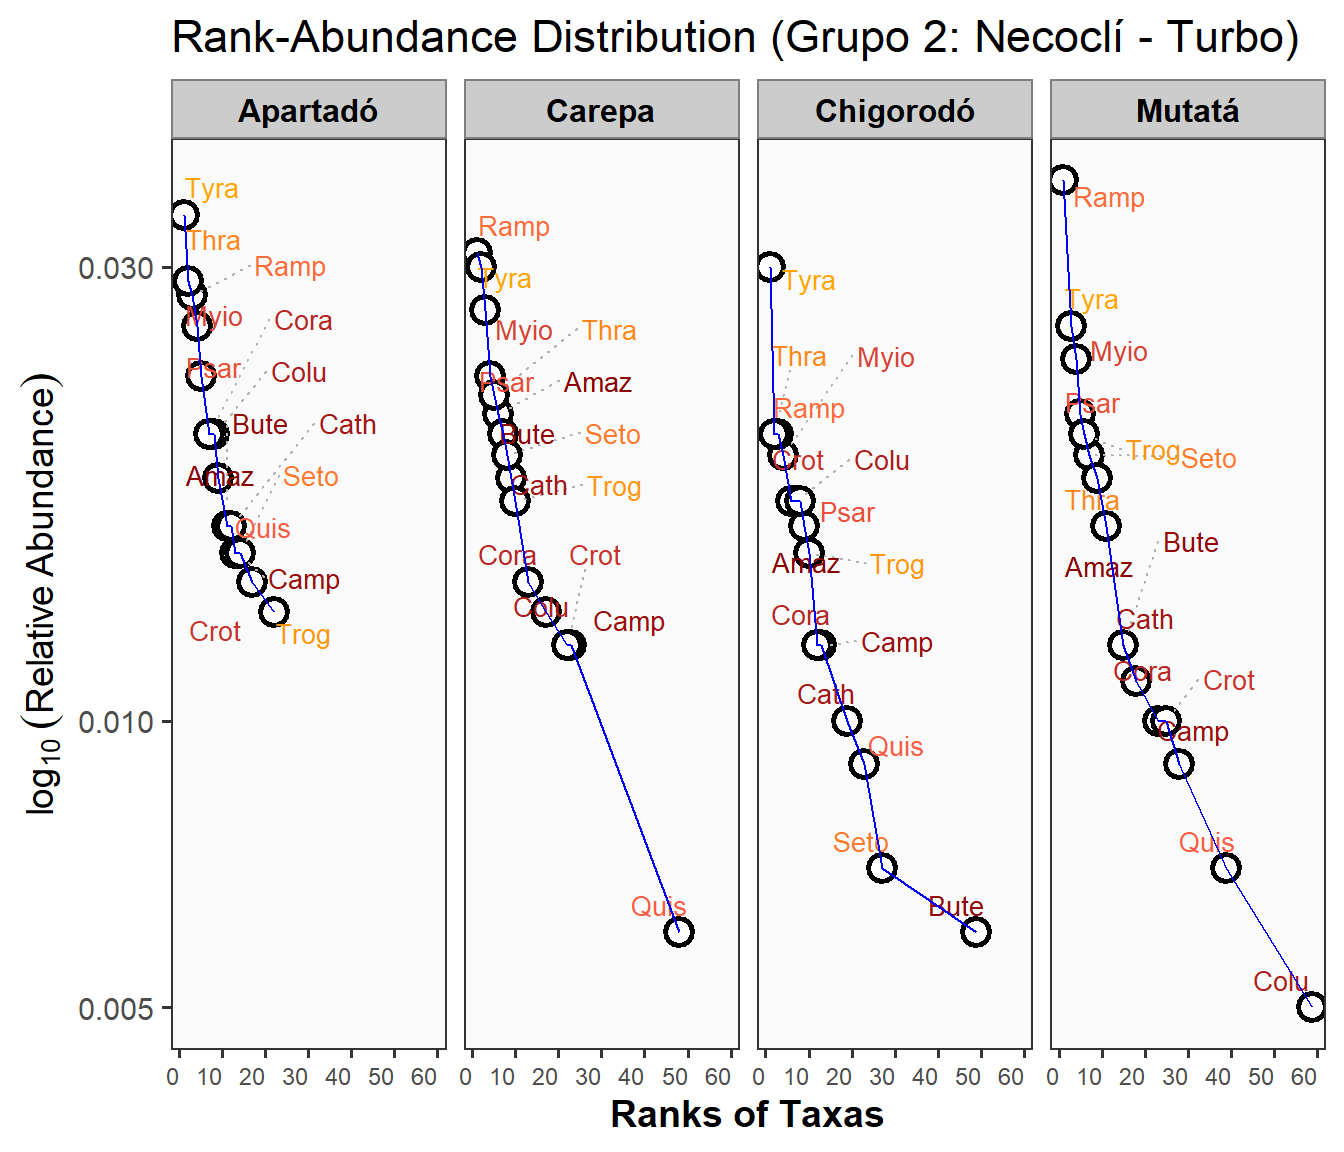 Rank-Abundance Distribution (Grupo 2: Necoclí - Turbo)
Apartadó
Carepa
Chigorodó
Mutatá
log10 (Relative Abundance)
0.030
0.010
0.005
Tyra
Thra
Ramp
Myio
Cora
Psar
Colu
Bute
Cath
Amaz
Seto
Quis
Camp
Crot
Trog
Ramp
Tyra
Myio
Thra
Psar
Amaz
Bute
Seto
Cath
Trog
Cora
Crot
Colu
Camp
Quis
Tyra
Thra
Myio
Ramp
Crot
Colu
Psar
Amaz
Trog
Cora
Camp
Cath
Quis
Seto
Bute
Ramp
Tyra
Myio
Psar
Trog
Seto
Thra
Bute
Amaz
Cath
Cora
Crot
Camp
Quis
Colu
0 10 20 30 40 50 60
0 10 20 30 40 50 60
0 10 20 30 40 50 60
0 10 20 30 40 50 60
Ranks of Taxas